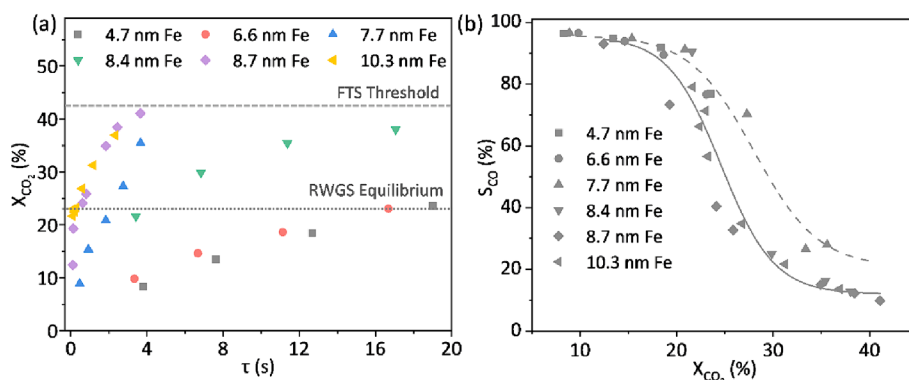 (a)
4.7 nm Fe 6.6 nm Fe 7.7 nm Fe
8.4 nm Fe 8.7 nm Fe 10.3 nm Fe
FTS Threshold
RWGS Equilibrium
50
40
30
20
10
0
X_CO₂ (%)
0 4 8 12 16 20
τ (s)
(b)
100
80
60
40
20
0
S_CO (%)
4.7 nm Fe
6.6 nm Fe
7.7 nm Fe
8.4 nm Fe
8.7 nm Fe
10.3 nm Fe
10 20 30 40
X_CO₂ (%)